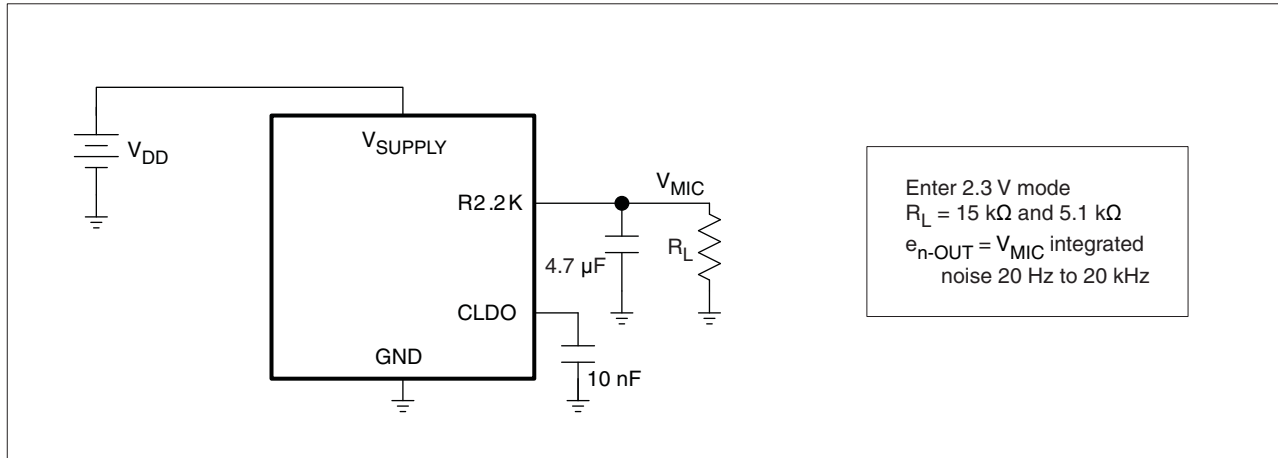 V_DD
V_SUPPLY
R2.2K
V_MIC
4.7 µF
R_L
CLDO
GND
10 nF
Enter 2.3 V mode
R_L = 15 kΩ and 5.1 kΩ
e_n-OUT = V_MIC integrated
noise 20 Hz to 20 kHz